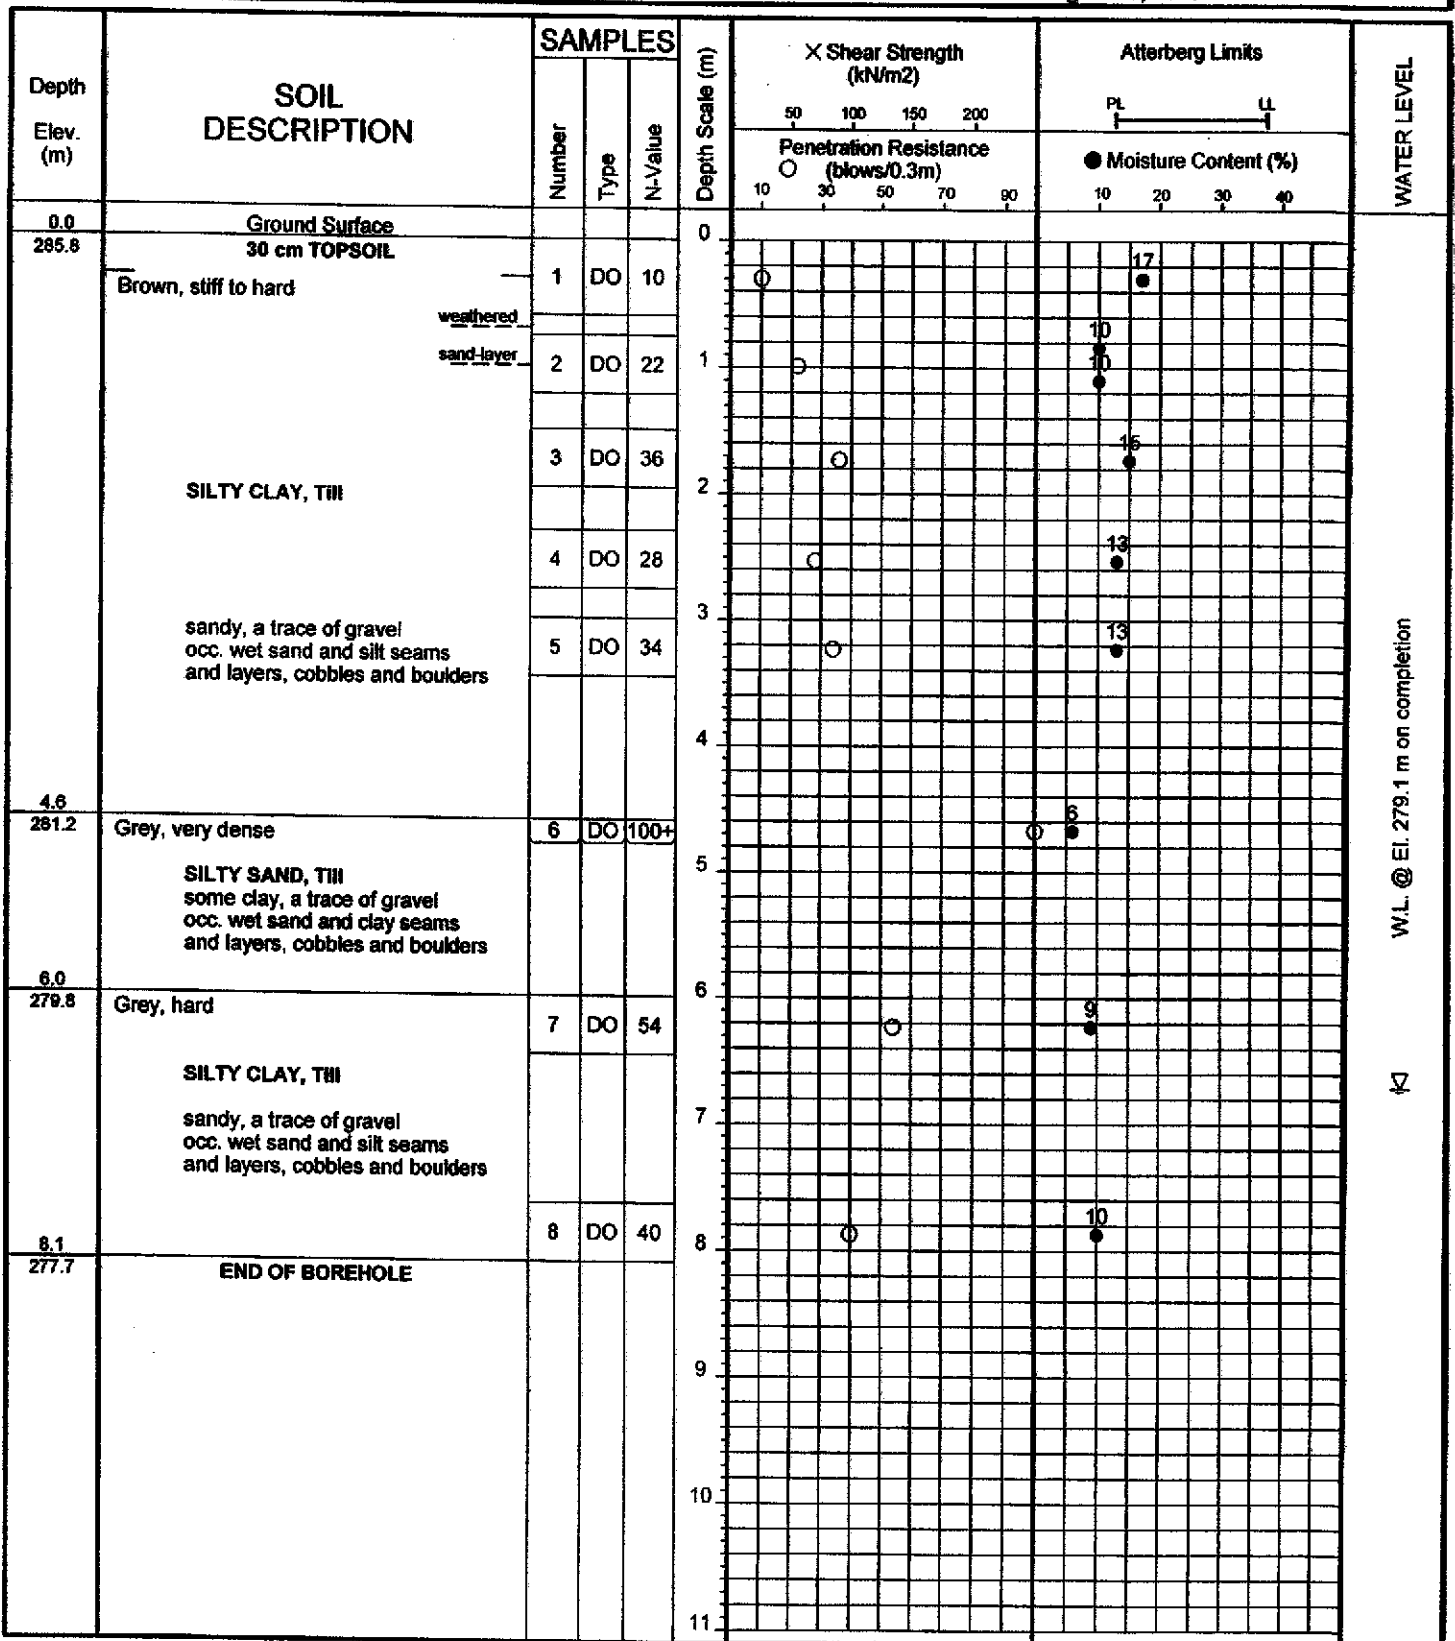 SAMPLES
Depth
Elev.
(m)
SOIL
DESCRIPTION
Number
Type
N-Value
Depth Scale (m)
X Shear Strength
(kN/m2)
50 100 150 200
Penetration Resistance
(blows/0.3m)
10 30 50 70 90
Atterberg Limits
PL LL
Moisture Content (%)
10 20 30 40
WATER LEVEL
0.0
285.8
Ground Surface
30 cm TOPSOIL
0
Brown, stiff to hard
1 DO 10
17
weathered
10
sand-layer
2 DO 22
1
10
3 DO 36
15
SILTY CLAY, Till
2
4 DO 28
13
3
sandy, a trace of gravel
occ. wet sand and silt seams
and layers, cobbles and boulders
5 DO 34
13
4
4.6
281.2
Grey, very dense
6 DO 100+
6
SILTY SAND, Till
some clay, a trace of gravel
occ. wet sand and clay seams
and layers, cobbles and boulders
5
6.0
279.8
Grey, hard
6
7 DO 54
9
SILTY CLAY, Till
sandy, a trace of gravel
occ. wet sand and silt seams
and layers, cobbles and boulders
7
8 DO 40
10
8.1
277.7
END OF BOREHOLE
8
9
10
11
W.L. @ El. 279.1 m on completion